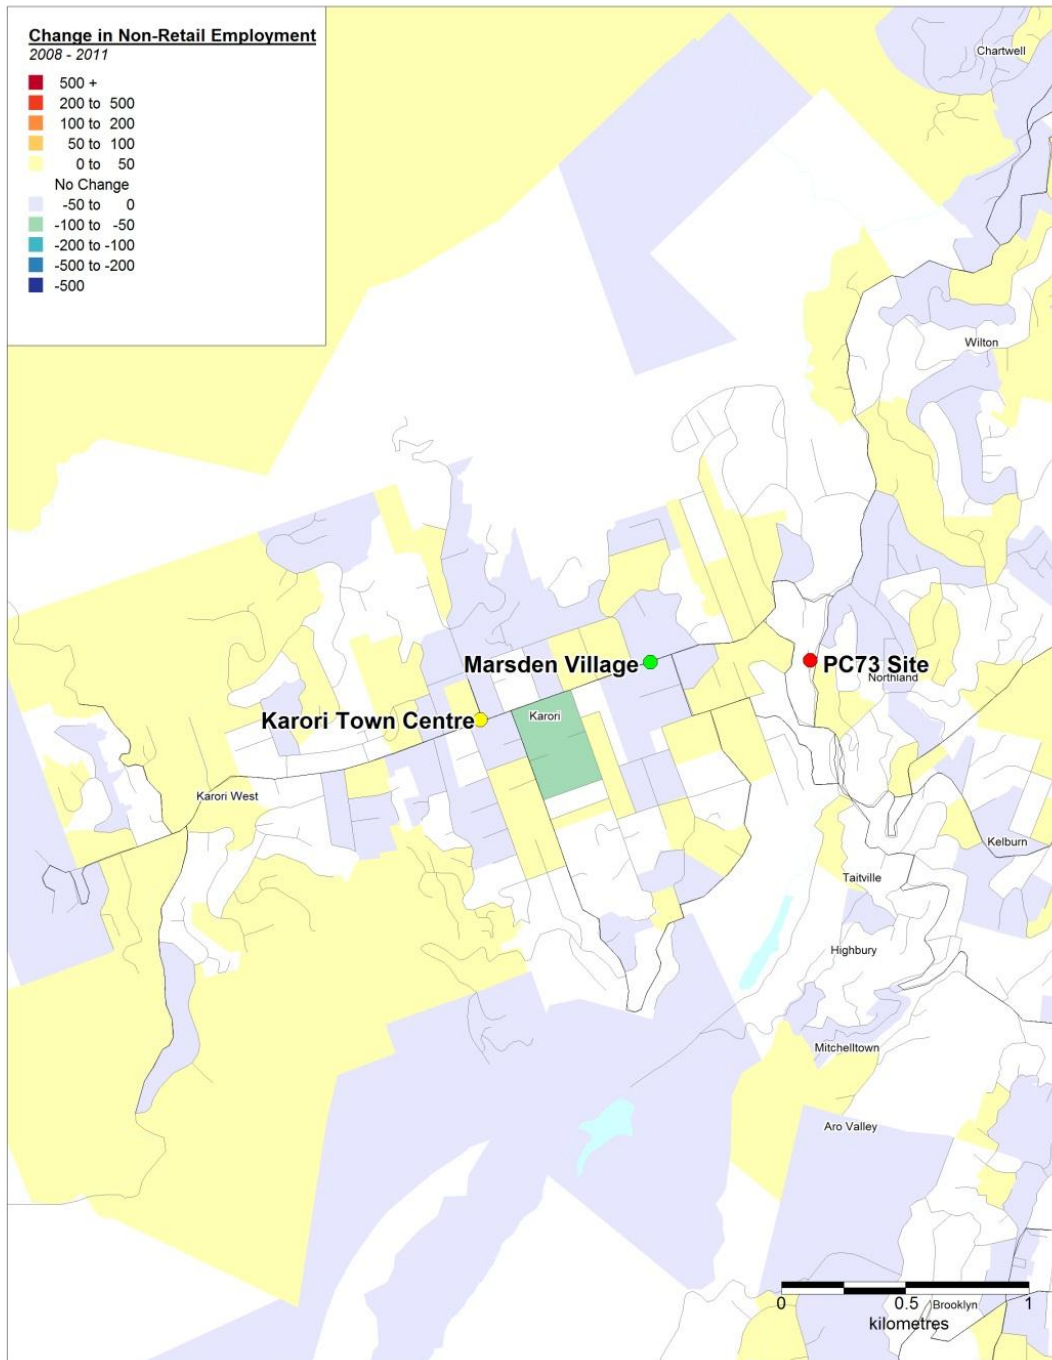 Change in Non-Retail Employment
2008 - 2011
500 +
200 to 500
100 to 200
50 to 100
0 to 50
No Change
-50 to 0
-100 to -50
-200 to -100
-500 to -200
-500
Chartwell
Wilton
Marsden Village
PC73 Site
Northland
Karori Town Centre
Karori
Karori West
Kelburn
Taitville
Highbury
Mitchelltown
Aro Valley
0 0.5 Brooklyn 1
kilometres